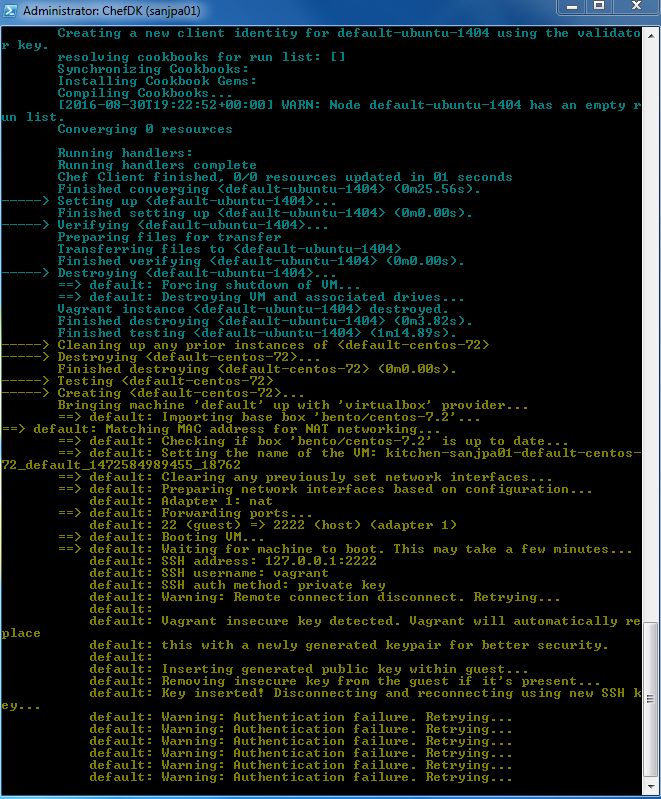 Administrator: ChefDK (sanjpa01)
Creating a new client identity for default-ubuntu-1404 using the validato
r key.
resolving cookbooks for run list: []
Synchronizing Cookbooks:
Installing Cookbook Gems:
Compiling Cookbooks...
[2016-08-30T19:22:52+00:00] WARN: Node default-ubuntu-1404 has an empty r
un list.
Converging 0 resources
Running handlers:
Running handlers complete
Chef Client finished, 0/0 resources updated in 01 seconds
Finished converging <default-ubuntu-1404> (0m25.56s).
-----> Setting up <default-ubuntu-1404>...
Finished setting up <default-ubuntu-1404> (0m0.00s).
-----> Verifying <default-ubuntu-1404>...
Preparing files for transfer
Transferring files to <default-ubuntu-1404>
Finished verifying <default-ubuntu-1404> (0m0.00s).
-----> Destroying <default-ubuntu-1404>...
==> default: Forcing shutdown of VM...
==> default: Destroying VM and associated drives...
Vagrant instance <default-ubuntu-1404> destroyed.
Finished destroying <default-ubuntu-1404> (0m3.82s).
Finished testing <default-ubuntu-1404> (1m14.89s).
-----> Cleaning up any prior instances of <default-centos-72>
-----> Destroying <default-centos-72>...
Finished destroying <default-centos-72> (0m0.00s).
-----> Testing <default-centos-72>
-----> Creating <default-centos-72>...
Bringing machine 'default' up with 'virtualbox' provider...
==> default: Importing base box 'bento/centos-7.2'...
==> default: Matching MAC address for NAT networking...
==> default: Checking if box 'bento/centos-7.2' is up to date...
==> default: Setting the name of the VM: kitchen-sanjpa01-default-centos-
72_default_1472584989455_18762
==> default: Clearing any previously set network interfaces...
==> default: Preparing network interfaces based on configuration...
default: Adapter 1: nat
==> default: Forwarding ports...
default: 22 (guest) => 2222 (host) (adapter 1)
==> default: Booting VM...
==> default: Waiting for machine to boot. This may take a few minutes...
default: SSH address: 127.0.0.1:2222
default: SSH username: vagrant
default: SSH auth method: private key
default: Warning: Remote connection disconnect. Retrying...
default:
default: Vagrant insecure key detected. Vagrant will automatically re
place
default: this with a newly generated keypair for better security.
default:
default: Inserting generated public key within guest...
default: Removing insecure key from the guest if it's present...
default: Key inserted! Disconnecting and reconnecting using new SSH k
ey...
default: Warning: Authentication failure. Retrying...
default: Warning: Authentication failure. Retrying...
default: Warning: Authentication failure. Retrying...
default: Warning: Authentication failure. Retrying...
default: Warning: Authentication failure. Retrying...
default: Warning: Authentication failure. Retrying...